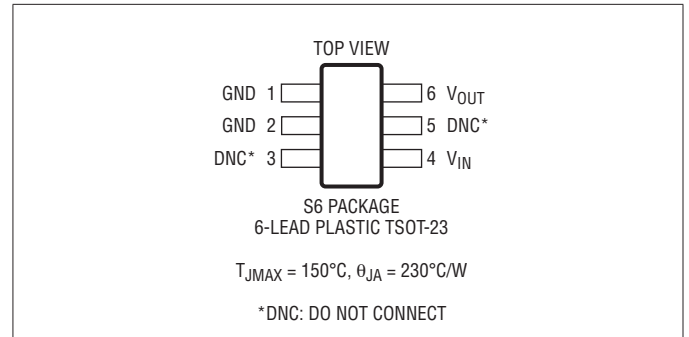 TOP VIEW
GND 1
6 VOUT
GND 2
5 DNC*
DNC* 3
4 VIN
S6 PACKAGE
6-LEAD PLASTIC TSOT-23
TJMAX = 150°C, θJA = 230°C/W
*DNC: DO NOT CONNECT